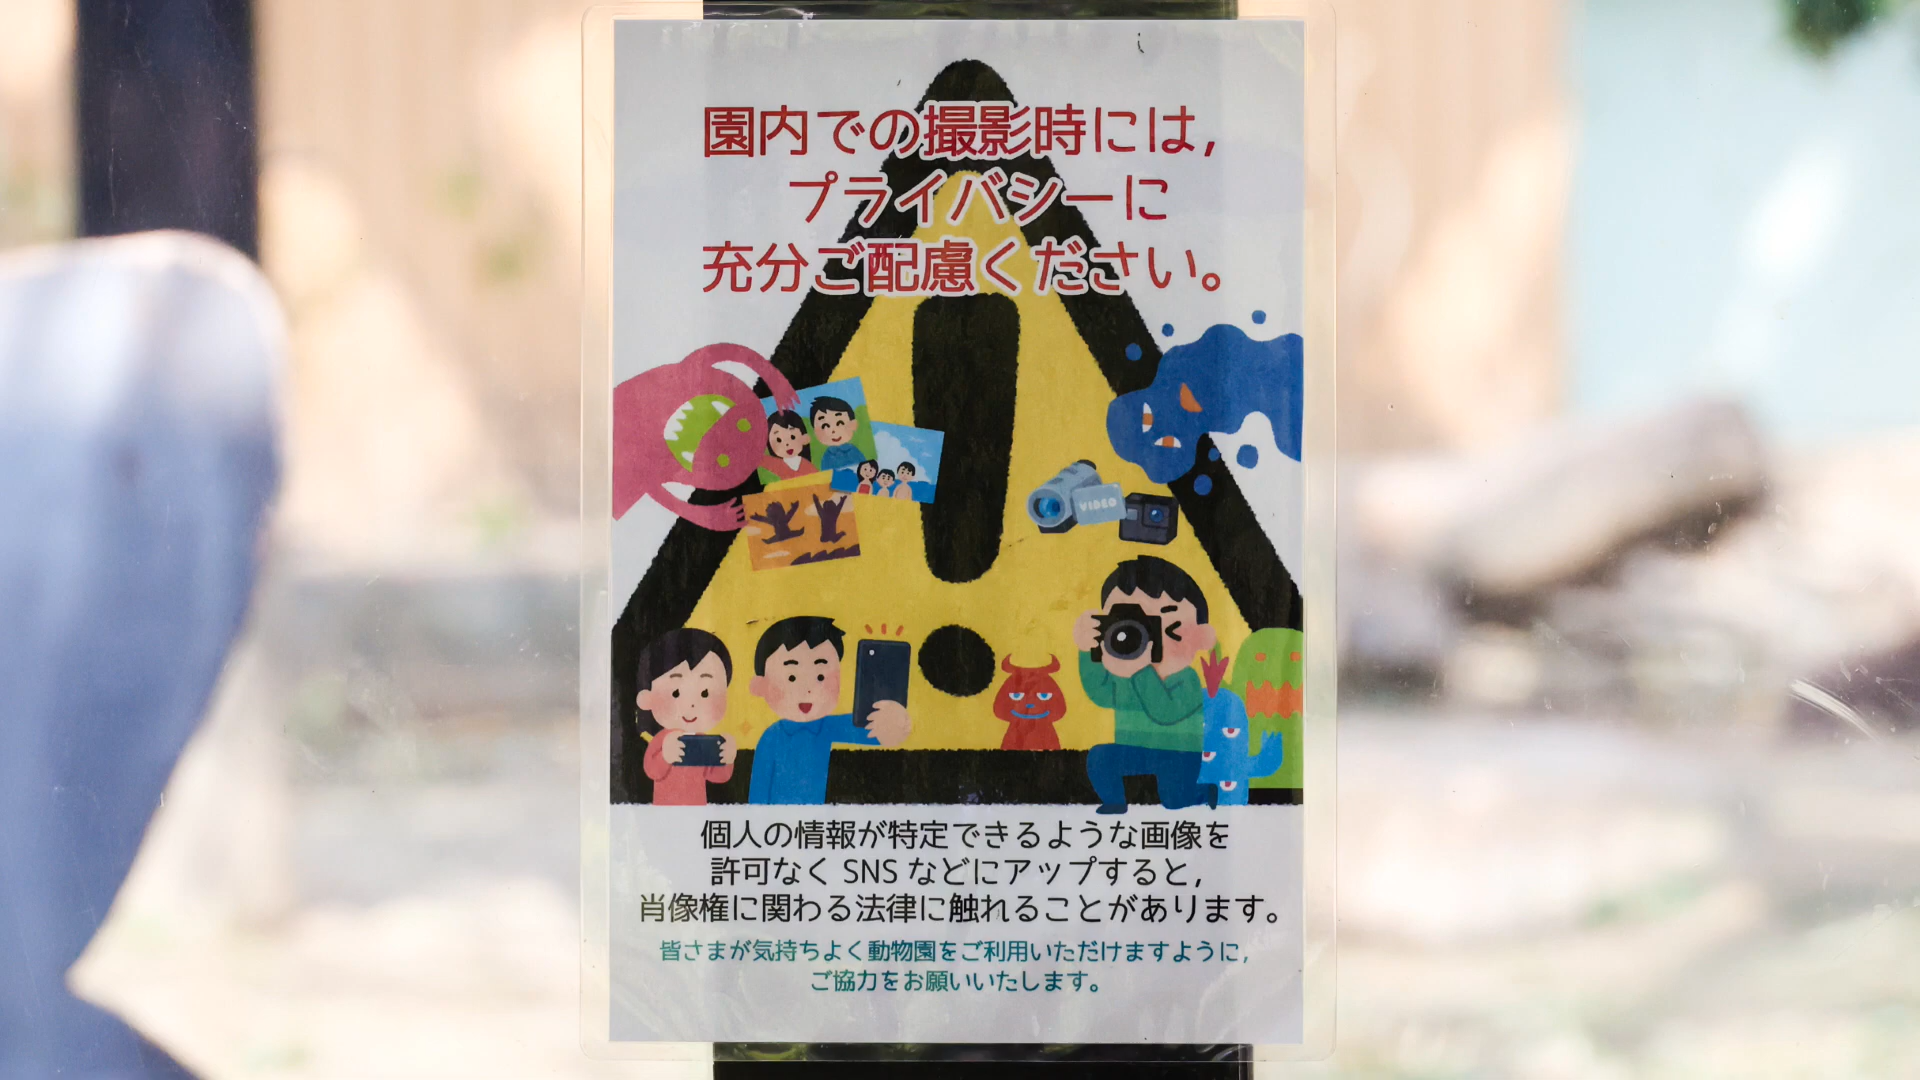 園内での撮影時には,
プライバシーに
充分ご配慮ください。
VIDEO
個人の情報が特定できるような画像を
許可なく SNS などにアップすると,
肖像権に関わる法律に触れることがあります。
皆さまが気持ちよく動物園をご利用いただけますように,
ご協力をお願いいたします。